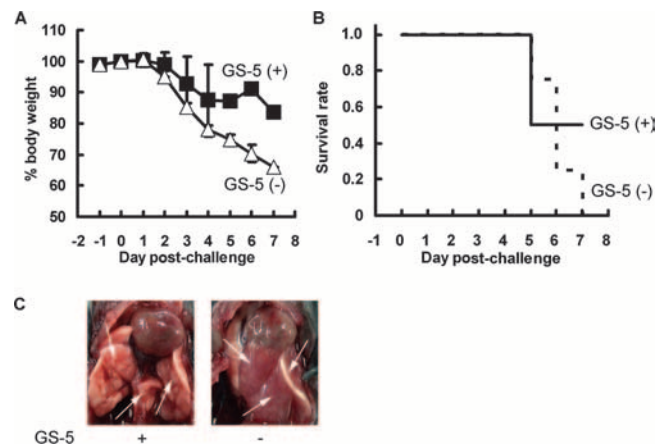 A
110
100
90
80
70
60
50
% body weight
-2 -1 0 1 2 3 4 5 6 7 8
Day post-challenge
GS-5 (+)
GS-5 (-)
B
1.0
0.8
0.6
0.4
0.2
0
Survival rate
-1 0 1 2 3 4 5 6 7 8
Day post-challenge
GS-5 (+)
GS-5 (-)
C
GS-5 + -